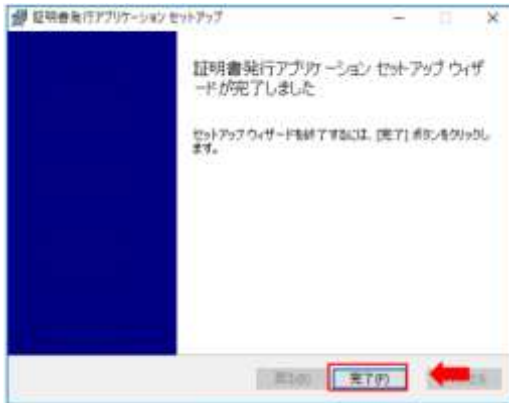 証明書発行アプリケーション セットアップ
証明書発行アプリケーション セットアップ ウィザ
ードが完了しました
セットアップ ウィザードを終了するには、[完了] ボタンをクリックし
ます。
完了(F)